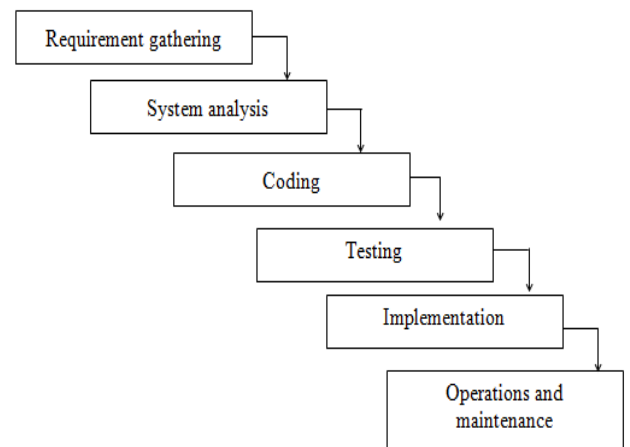 Requirement gathering
System analysis
Coding
Testing
Implementation
Operations and
maintenance